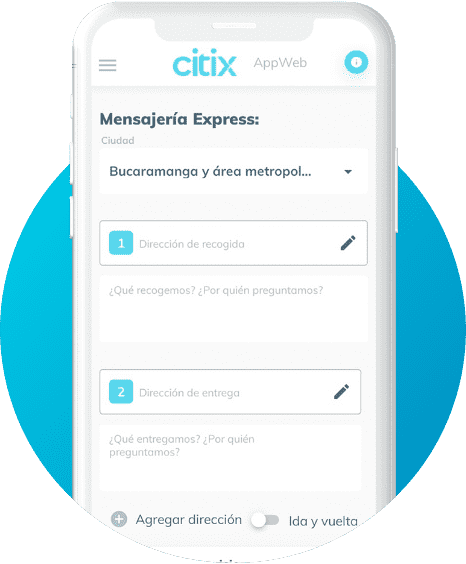 citix AppWeb
Mensajería Express:
Ciudad
Bucaramanga y área metropol...
1 Dirección de recogida
¿Qué recogemos? ¿Por quién preguntamos?
2 Dirección de entrega
¿Qué entregamos? ¿Por quién
preguntamos?
Agregar dirección Ida y vuelta